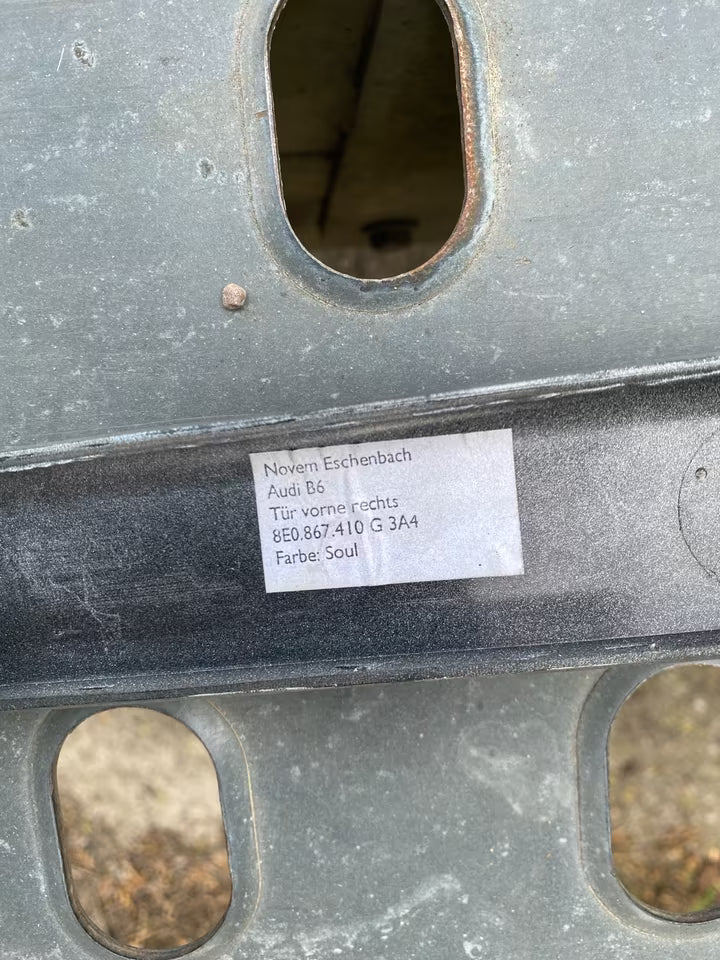 Novem Eschenbach
Audi B6
Tür vorne rechts
8E0.867.410 G 3A4
Farbe: Soul